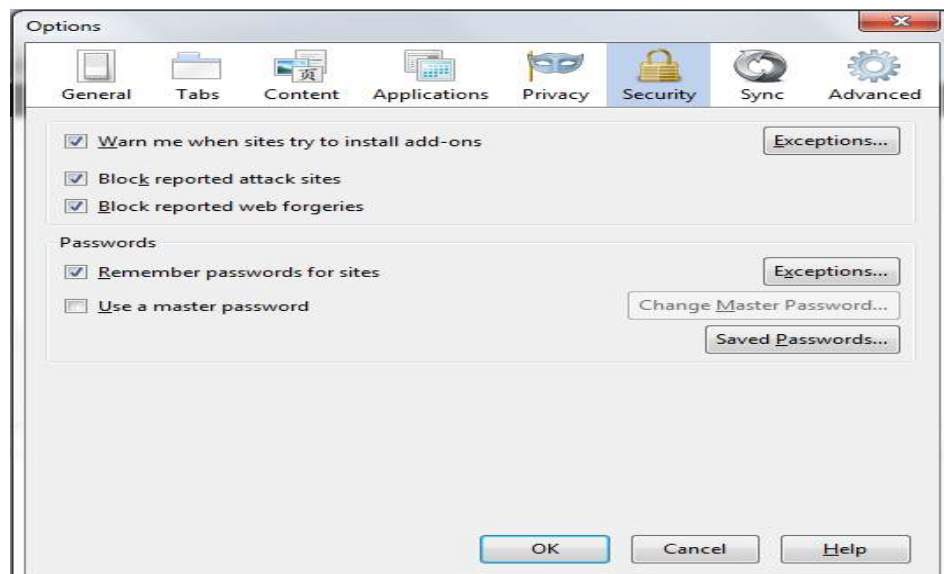 Options
General Tabs Content Applications Privacy Security Sync Advanced
页
Warn me when sites try to install add-ons Exceptions...
Block reported attack sites
Block reported web forgeries
Passwords
Remember passwords for sites Exceptions...
Use a master password Change Master Password...
Saved Passwords...
OK Cancel Help